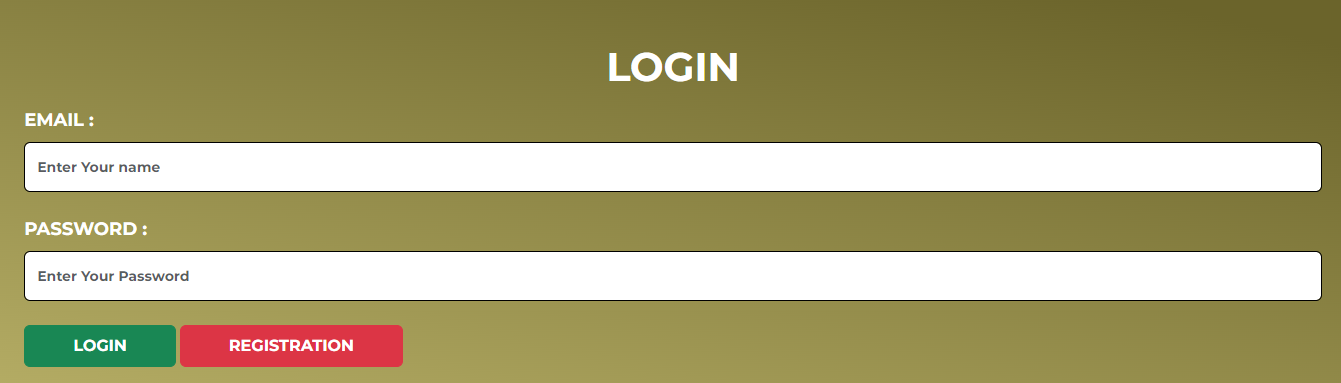 LOGIN
EMAIL :
Enter Your name
PASSWORD :
Enter Your Password
LOGIN REGISTRATION